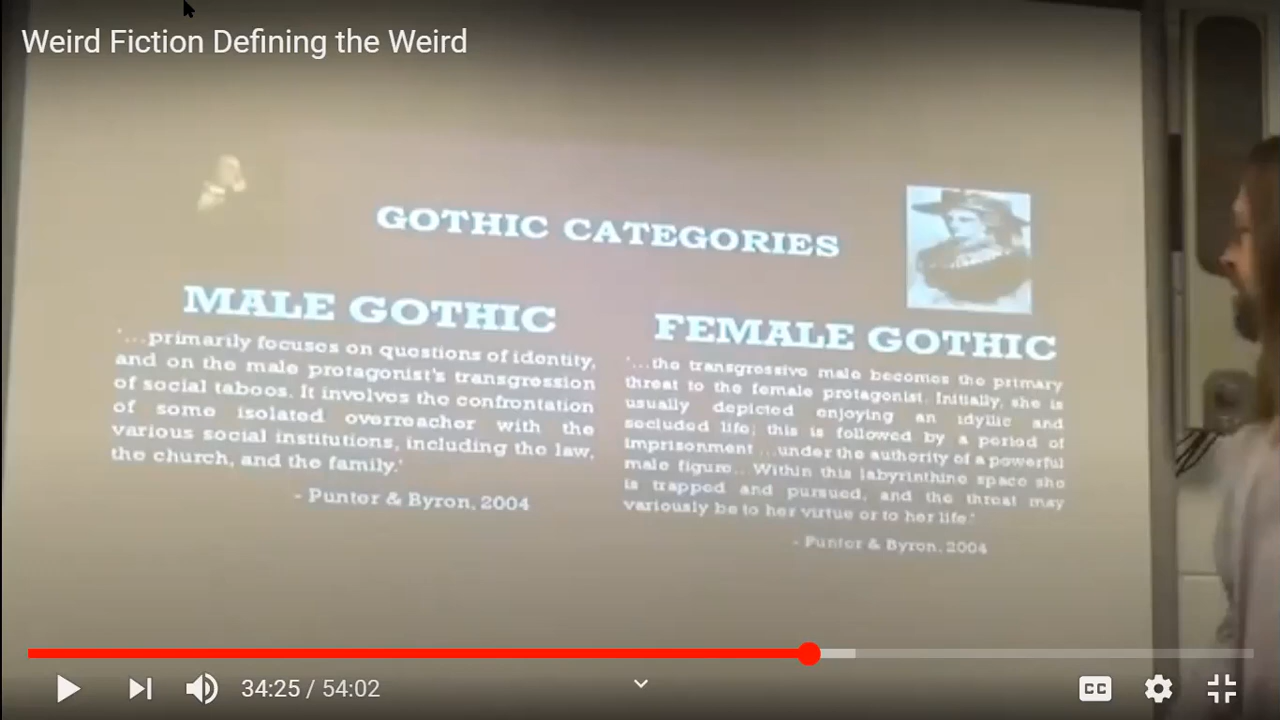 Weird Fiction Defining the Weird
GOTHIC CATEGORIES
MALE GOTHIC
'...primarily focuses on questions of identity,
and on the male protagonist's transgression
of social taboos. It involves the confrontation
of some isolated overreacher with the
various social institutions, including the law,
the church, and the family.'
- Punter & Byron, 2004
FEMALE GOTHIC
'...the transgressive male becomes the primary
threat to the female protagonist. Initially, she is
usually depicted enjoying an idyllic and
secluded life; this is followed by a period of
imprisonment ...under the authority of a powerful
male figure... Within this labyrinthine space she
is trapped and pursued, and the threat may
variously be to her virtue or to her life.'
- Punter & Byron, 2004
34:25 / 54:02
CC